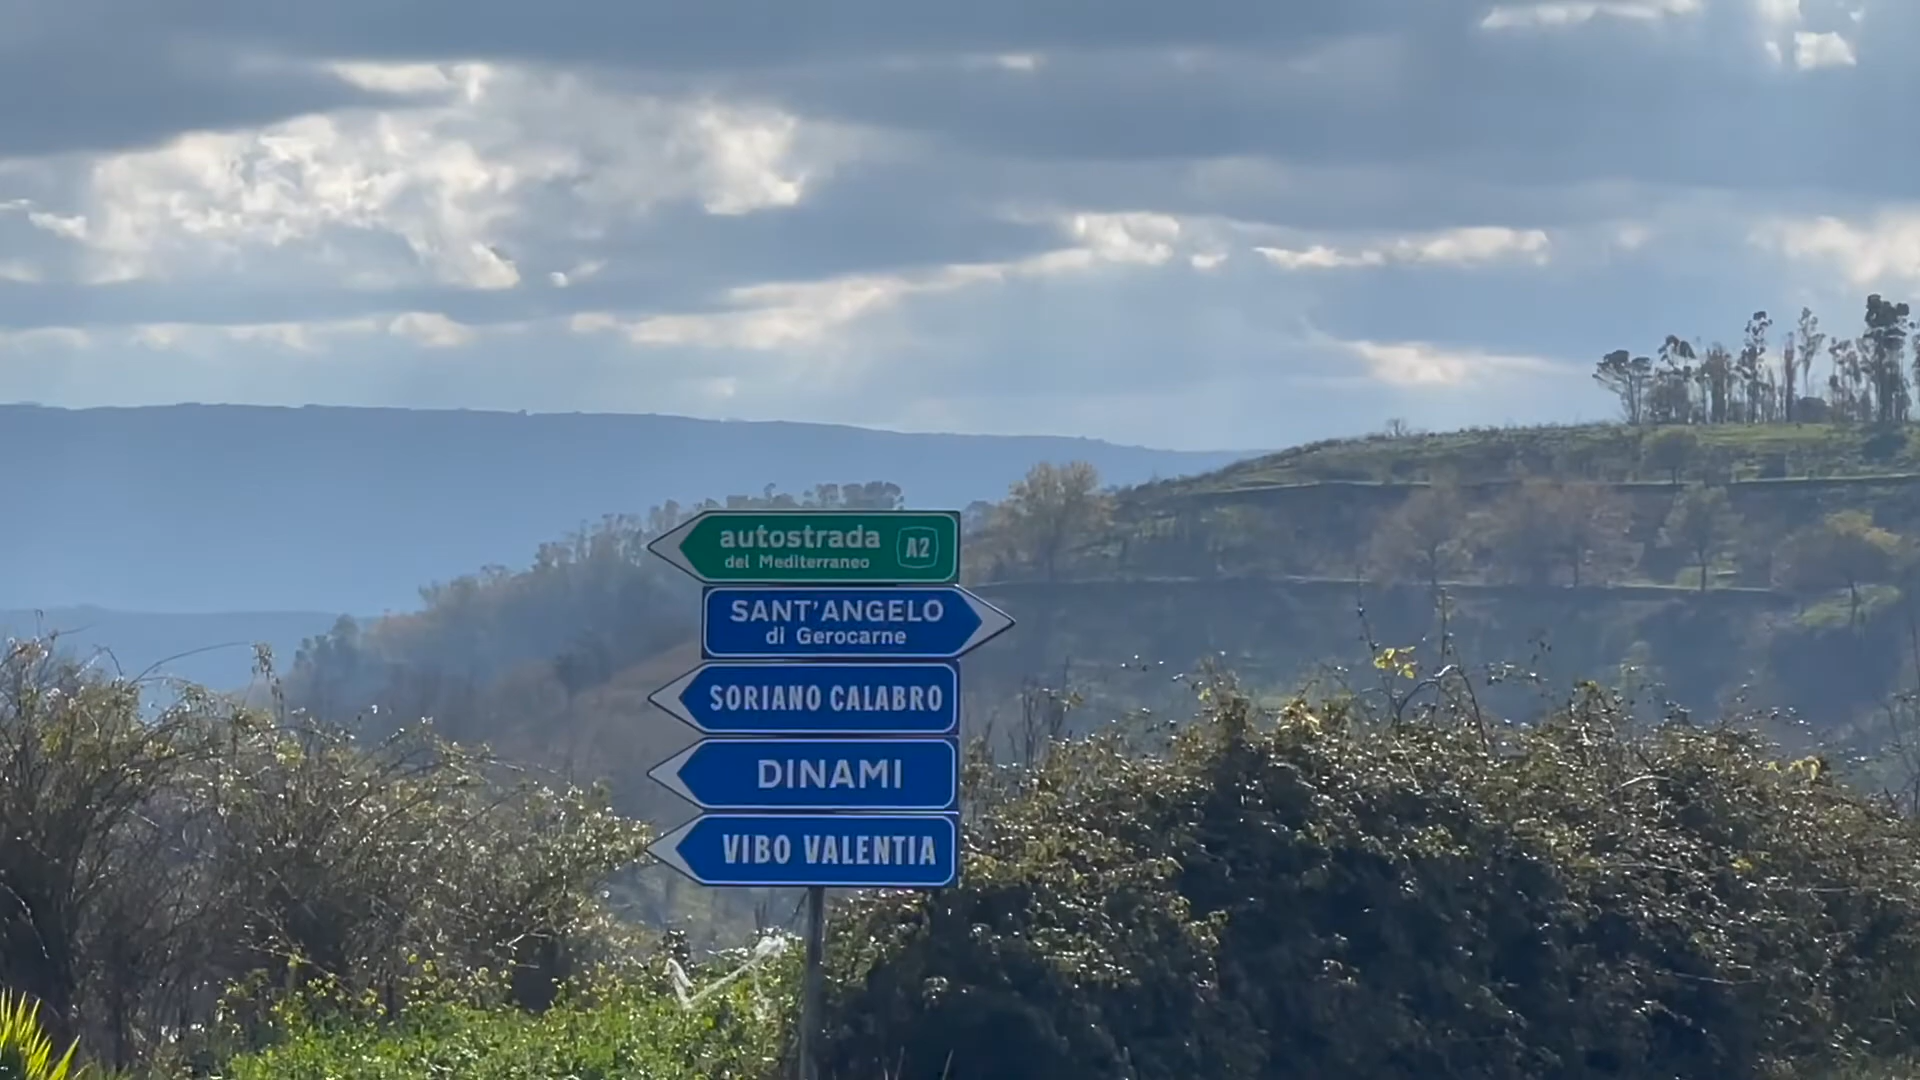 autostrada A2
del Mediterraneo
SANT'ANGELO
di Gerocarne
SORIANO CALABRO
DINAMI
VIBO VALENTIA